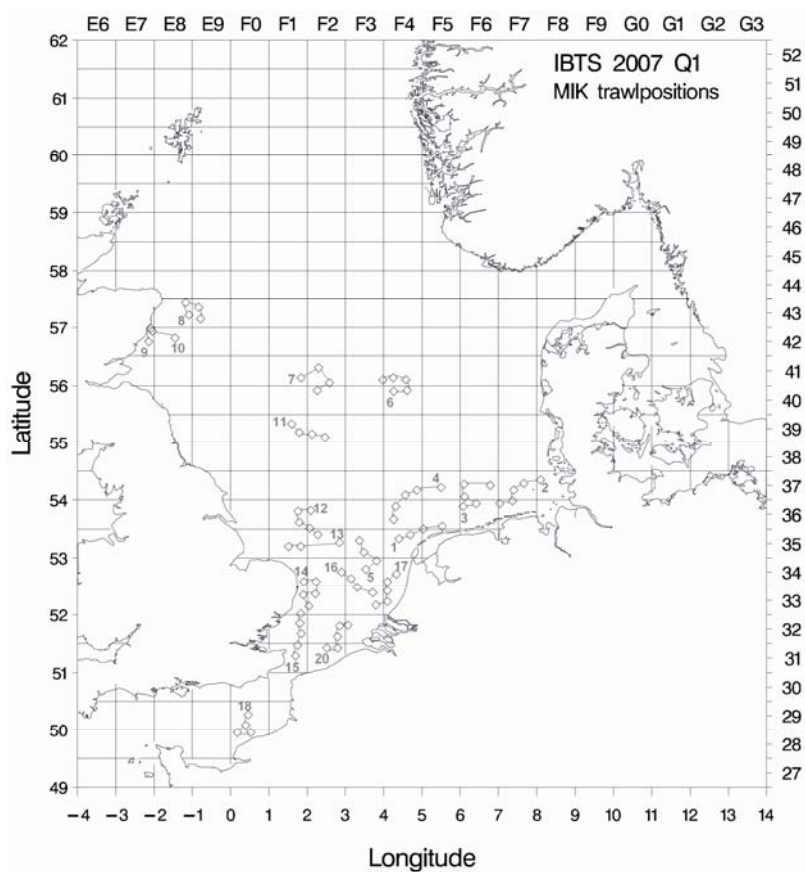 E6 E7 E8 E9 F0 F1 F2 F3 F4 F5 F6 F7 F8 F9 G0 G1 G2 G3
IBTS 2007 Q1
MIK trawlpositions
62 61 60 59 58 57 56 55 54 53 52 51 50 49
Latitude
52 51 50 49 48 47 46 45 44 43 42 41 40 39 38 37 36 35 34 33 32 31 30 29 28 27
8
9 10
7
6
11
4
2
12
3
13
1
16
17
14
5
15
20
18
-4 -3 -2 -1 0 1 2 3 4 5 6 7 8 9 10 11 12 13 14
Longitude